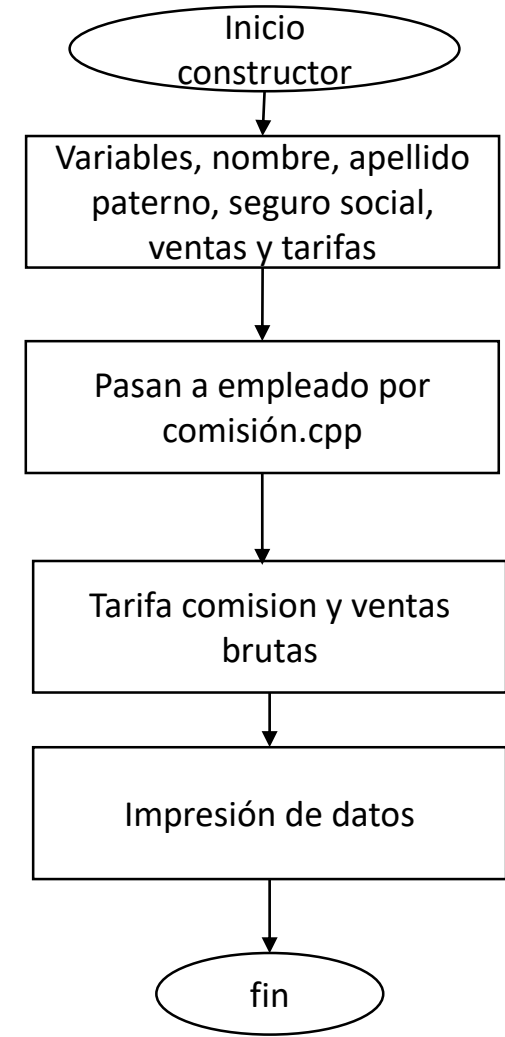 Inicio
constructor
Variables, nombre, apellido
paterno, seguro social,
ventas y tarifas
Pasan a empleado por
comisión.cpp
Tarifa comision y ventas
brutas
Impresión de datos
fin